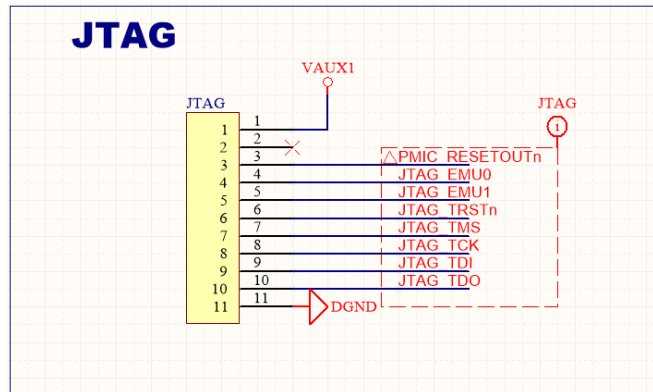 JTAG
VAUX1
JTAG
JTAG
1
1 1
2 2
3 3 PMIC_RESETOUTn
4 4 JTAG_EMU0
5 5 JTAG_EMU1
6 6 JTAG_TRSTn
7 7 JTAG_TMS
8 8 JTAG_TCK
9 9 JTAG_TDI
10 10 JTAG_TDO
11 11 DGND